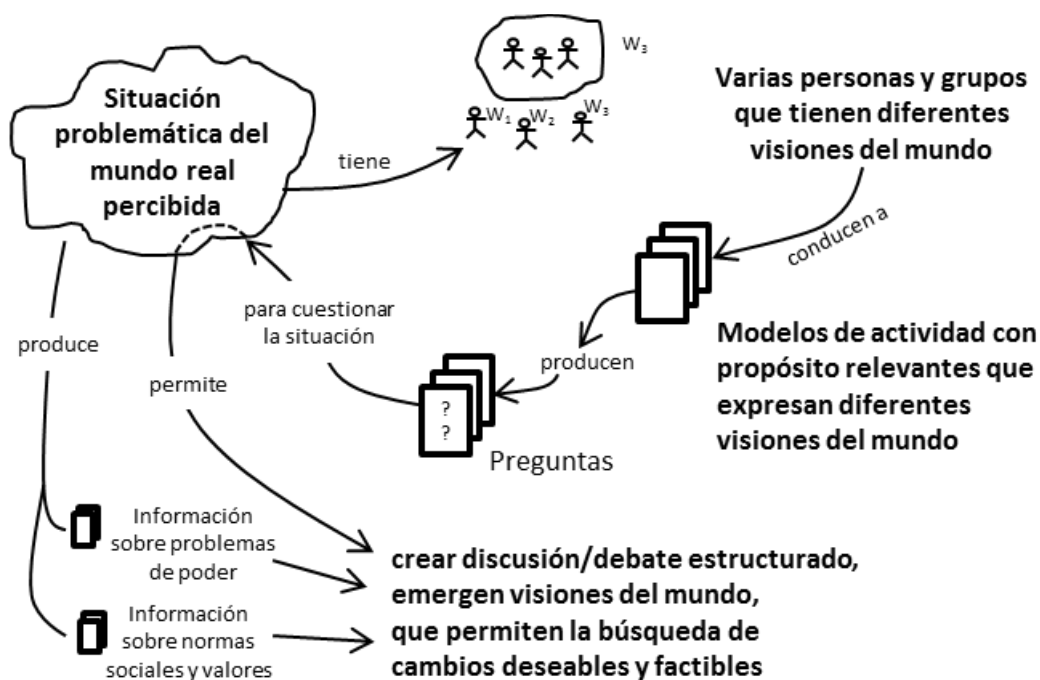 Situación
problemática del
mundo real
percibida
tiene
W₃
W₁
W₂
W₃
Varias personas y grupos
que tienen diferentes
visiones del mundo
conducen a
Modelos de actividad con
propósito relevantes que
expresan diferentes
visiones del mundo
producen
?
?
Preguntas
para cuestionar
la situación
produce
permite
Información
sobre problemas
de poder
Información
sobre normas
sociales y valores
crear discusión/debate estructurado,
emergen visiones del mundo,
que permiten la búsqueda de
cambios deseables y factibles